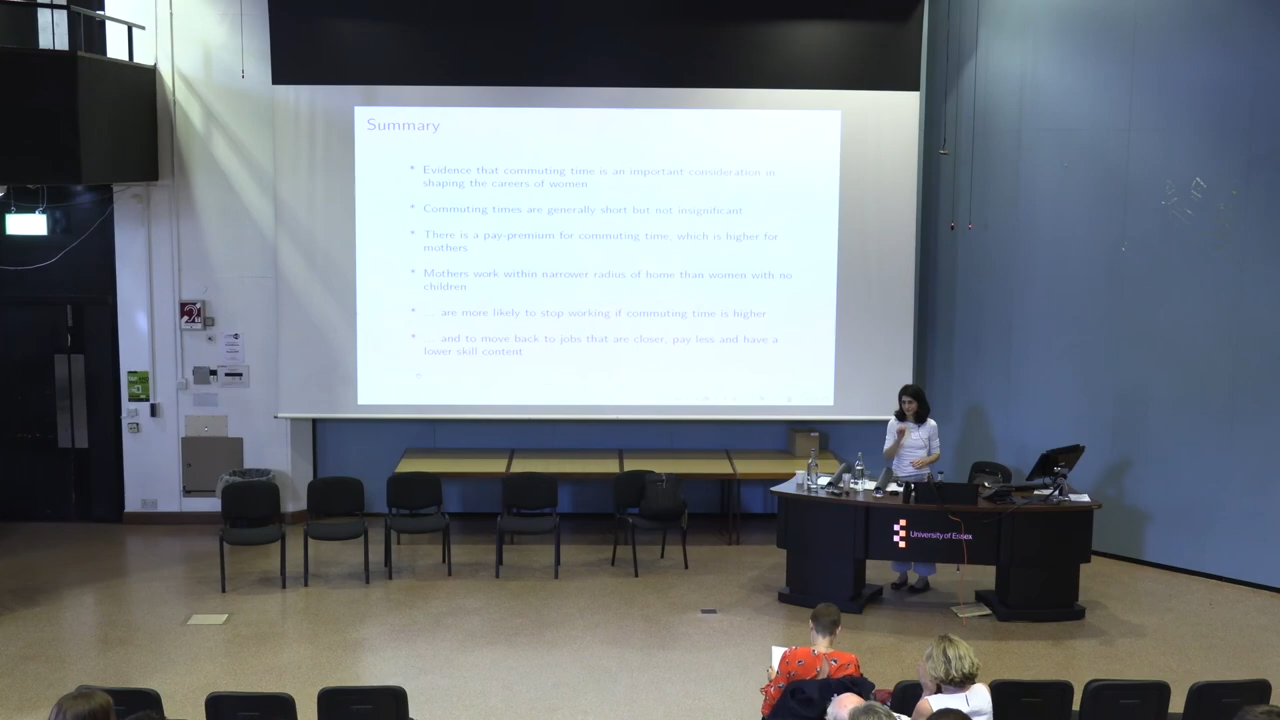 Summary
* Evidence that commuting time is an important consideration in
shaping the careers of women
* Commuting times are generally short but not insignificant
* There is a pay-premium for commuting time, which is higher for
mothers
* Mothers work within narrower radius of home than women with no
children
* ... are more likely to stop working if commuting time is higher
* ... and to move back to jobs that are closer, pay less and have a
lower skill content
University of Essex